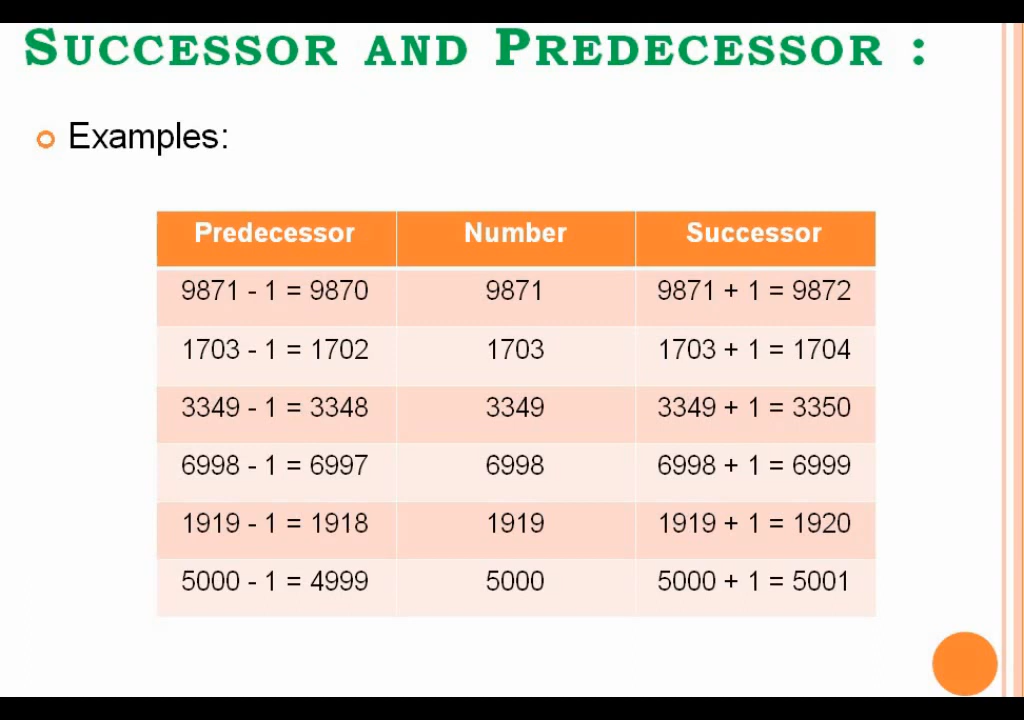 SUCCESSOR AND PREDECESSOR :
Examples:
Predecessor Number Successor
9871 - 1 = 9870 9871 9871 + 1 = 9872
1703 - 1 = 1702 1703 1703 + 1 = 1704
3349 - 1 = 3348 3349 3349 + 1 = 3350
6998 - 1 = 6997 6998 6998 + 1 = 6999
1919 - 1 = 1918 1919 1919 + 1 = 1920
5000 - 1 = 4999 5000 5000 + 1 = 5001